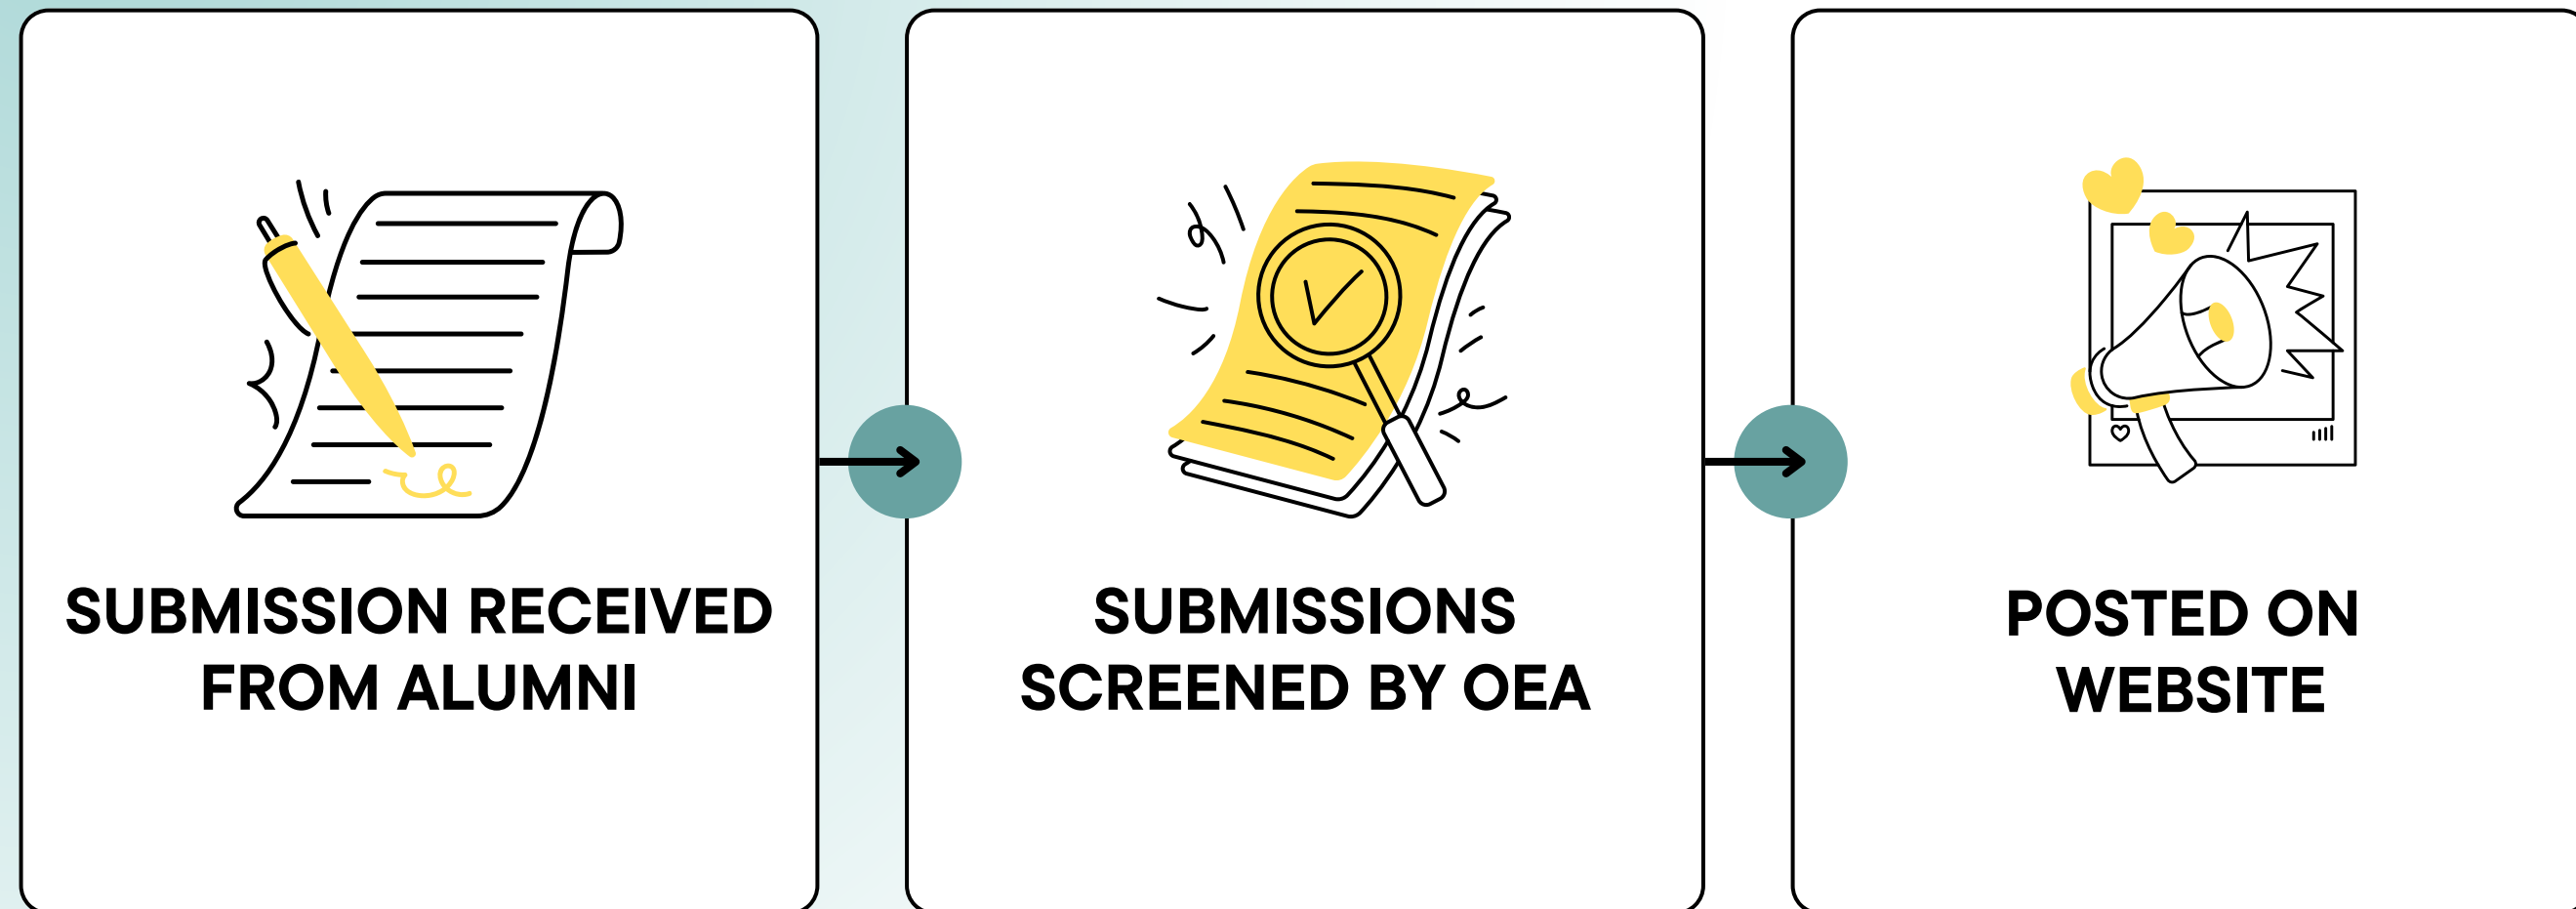 SUBMISSION RECEIVED
FROM ALUMNI
SUBMISSIONS
SCREENED BY OEA
POSTED ON
WEBSITE